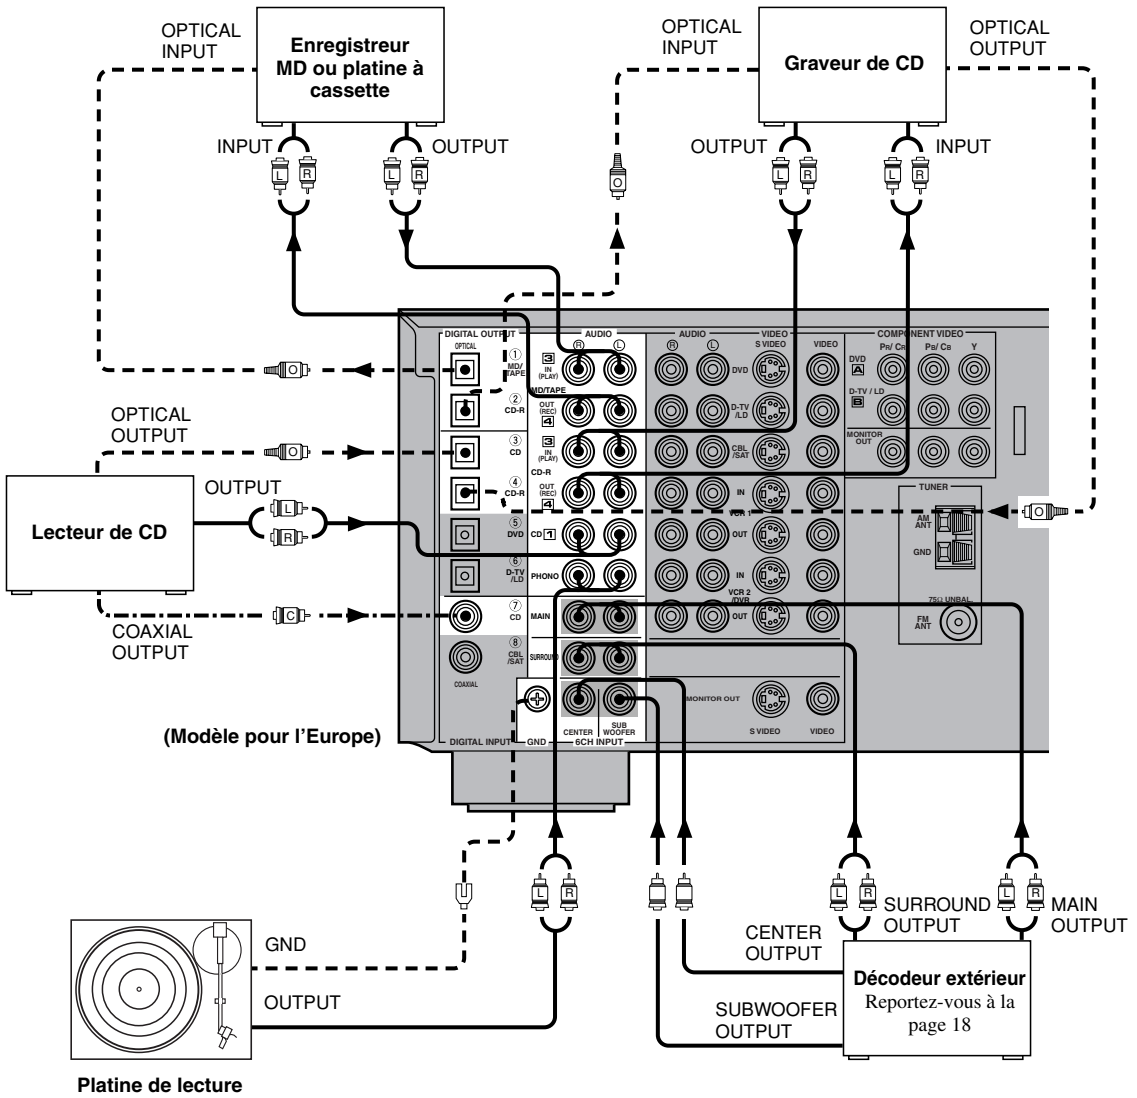 OPTICAL
INPUT
Enregistreur
MD ou platine à
cassette
INPUT
OUTPUT
L
R
L
R
OPTICAL
INPUT
Graveur de CD
OPTICAL
OUTPUT
OUTPUT
INPUT
L
R
L
R
O
O
OPTICAL
OUTPUT
O
Lecteur de CD
OUTPUT
L
R
C
COAXIAL
OUTPUT
O
DIGITAL OUTPUT
OPTICAL
① MD/
TAPE
② CD-R
③ CD
④ CD-R
⑤ DVD
⑥ D-TV
/LD
⑦ CD
⑧ CBL
/SAT
COAXIAL
DIGITAL INPUT
AUDIO
R
L
3
IN
(PLAY)
MD/TAPE
OUT
(REC)
4
3
IN
(PLAY)
CD-R
OUT
(REC)
4
CD 1
PHONO
MAIN
SURROUND
GND
CENTER
SUB
WOOFER
6CH INPUT
AUDIO
R
L
VIDEO
S VIDEO
VIDEO
DVD
D-TV
/LD
CBL
/SAT
IN
VCR 1
OUT
IN
VCR 2
/DVR
OUT
MONITOR OUT
S VIDEO
VIDEO
COMPONENT VIDEO
PR/ CR
PB/ CB
Y
DVD
A
D-TV / LD
B
MONITOR
OUT
TUNER
AM
ANT
GND
75Ω UNBAL.
FM
ANT
(Modèle pour l'Europe)
GND
OUTPUT
Platine de lecture
L
R
L
R
L
R
CENTER
OUTPUT
SURROUND
OUTPUT
MAIN
OUTPUT
SUBWOOFER
OUTPUT
Décodeur extérieur
Reportez-vous à la
page 18